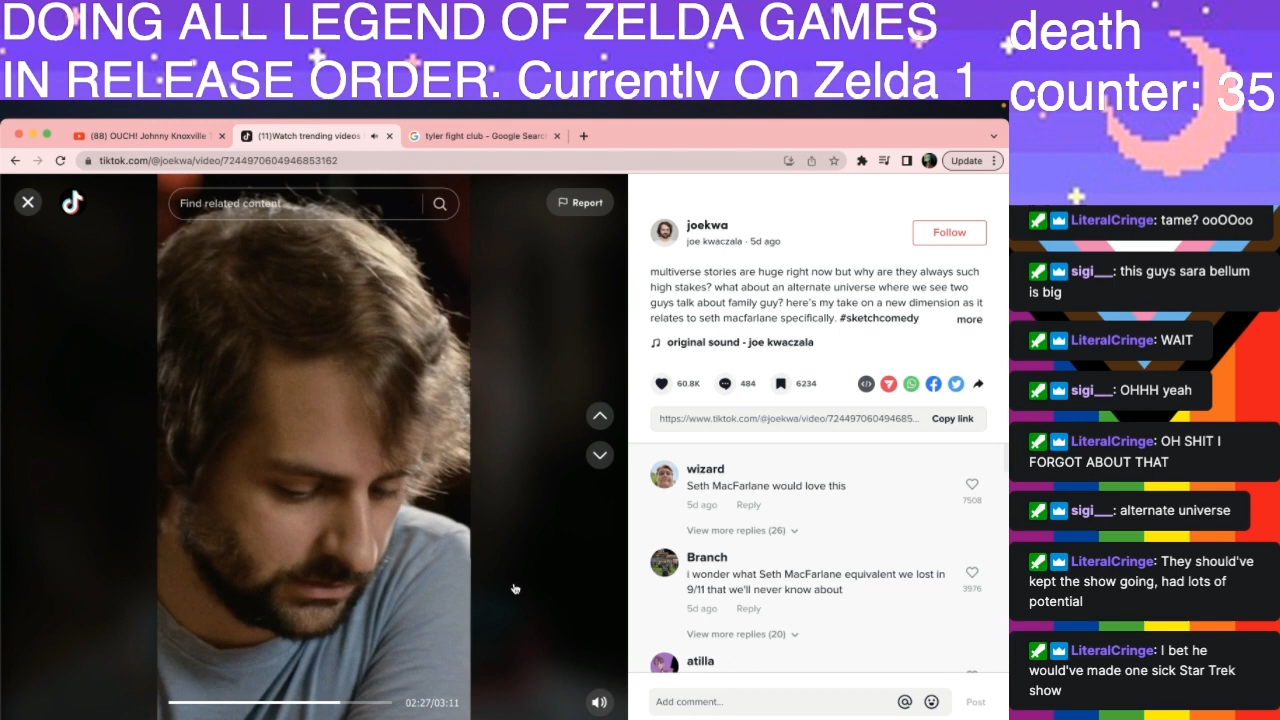 DOING ALL LEGEND OF ZELDA GAMES
IN RELEASE ORDER. Currently On Zelda 1
death
counter: 35
(88) OUCH! Johnny Knoxville
(11)Watch trending videos
tyler fight club - Google Searc
tiktok.com/@joekwa/video/7244970604946853162
Update
Find related content
Report
02:27/03:11
joekwa
joe kwaczala · 5d ago
Follow
multiverse stories are huge right now but why are they always such
high stakes? what about an alternate universe where we see two
guys talk about family guy? here's my take on a new dimension as it
relates to seth macfarlane specifically. #sketchcomedy
more
original sound - joe kwaczala
60.8K
484
6234
https://www.tiktok.com/@joekwa/video/724497060494685...
Copy link
wizard
Seth MacFarlane would love this
5d ago
Reply
7508
View more replies (26)
Branch
i wonder what Seth MacFarlane equivalent we lost in
9/11 that we'll never know about
3976
5d ago
Reply
View more replies (20)
atilla
Add comment...
Post
LiteralCringe: tame? ooOOoo
sigi__: this guys sara bellum
is big
LiteralCringe: WAIT
sigi__: OHHH yeah
LiteralCringe: OH SHIT I
FORGOT ABOUT THAT
sigi__: alternate universe
LiteralCringe: They should've
kept the show going, had lots of
potential
LiteralCringe: I bet he
would've made one sick Star Trek
show